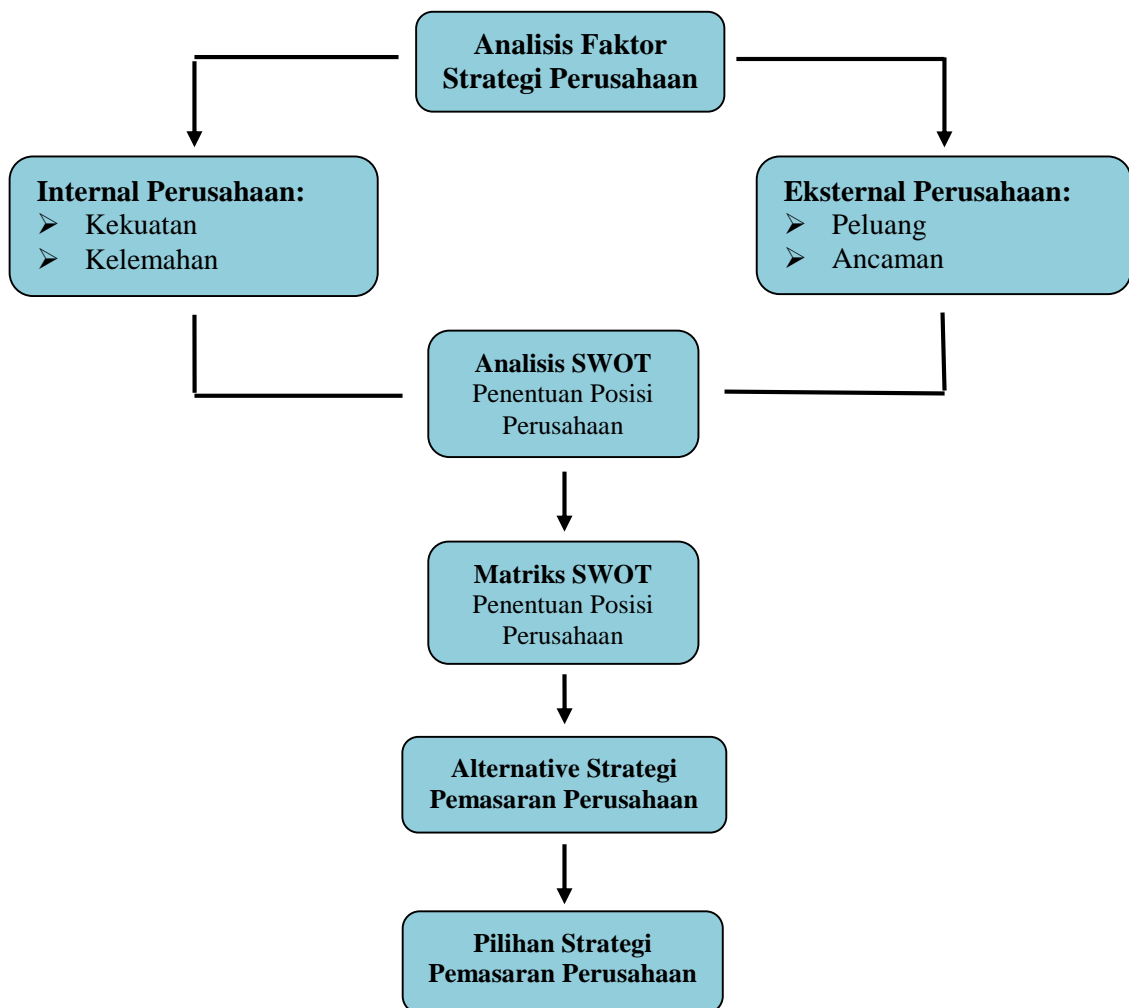 Analisis Faktor
Strategi Perusahaan
Internal Perusahaan:
➢ Kekuatan
➢ Kelemahan
Eksternal Perusahaan:
➢ Peluang
➢ Ancaman
Analisis SWOT
Penentuan Posisi
Perusahaan
Matriks SWOT
Penentuan Posisi
Perusahaan
Alternative Strategi
Pemasaran Perusahaan
Pilihan Strategi
Pemasaran Perusahaan